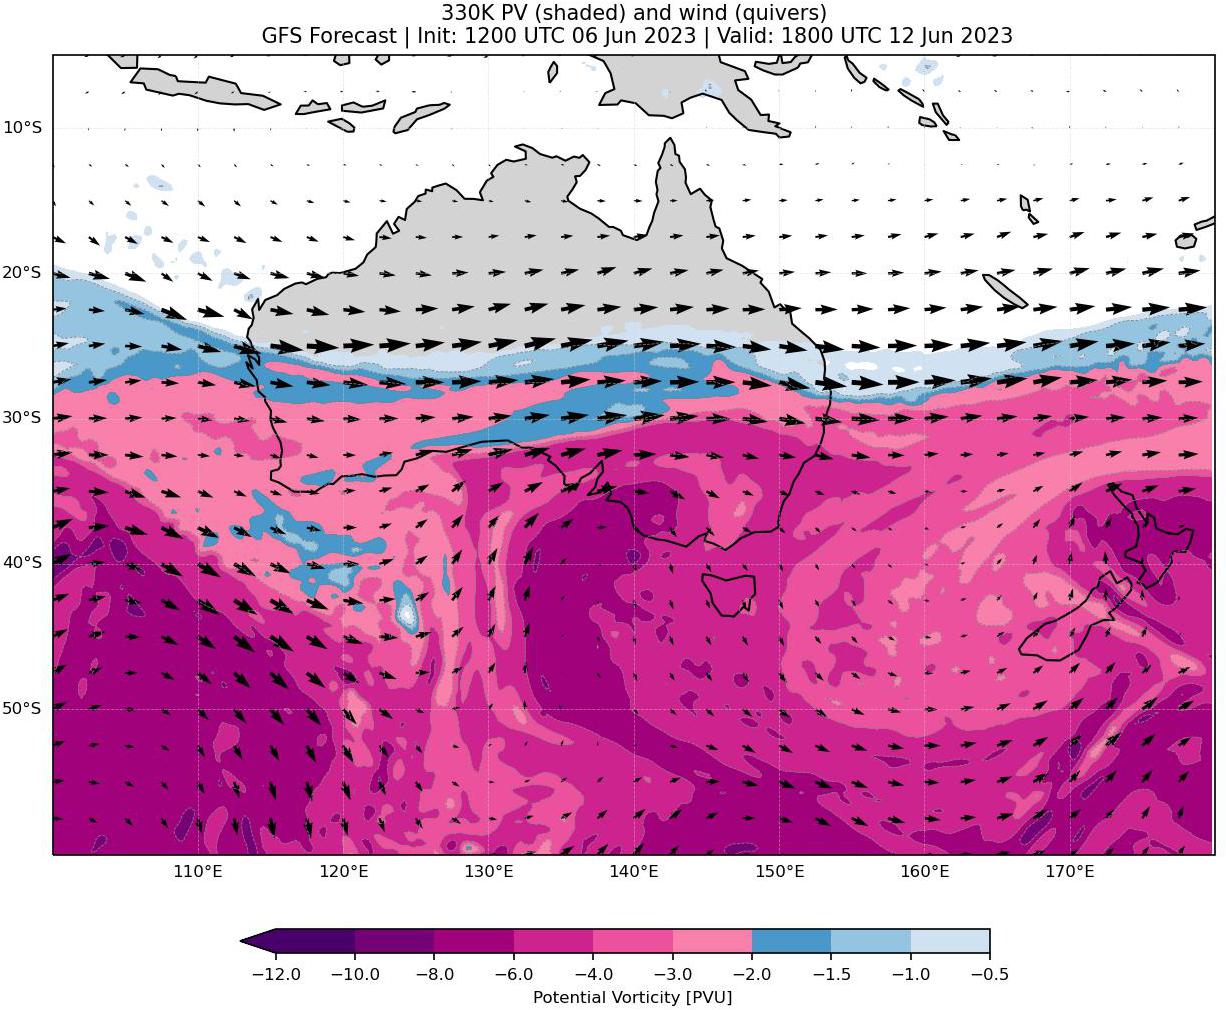 330K PV (shaded) and wind (quivers)
GFS Forecast | Init: 1200 UTC 06 Jun 2023 | Valid: 1800 UTC 12 Jun 2023
10°S
20°S
30°S
40°S
50°S
110°E 120°E 130°E 140°E 150°E 160°E 170°E
−12.0 −10.0 −8.0 −6.0 −4.0 −3.0 −2.0 −1.5 −1.0 −0.5
Potential Vorticity [PVU]